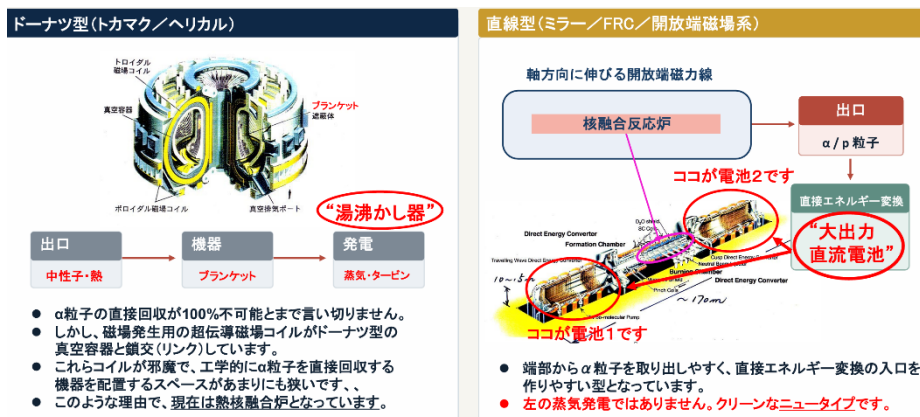 ドーナツ型(トカマク／ヘリカル)
トロイダル
磁場コイル
真空容器
ブランケット
遮蔽体
ポロイダル磁場コイル
真空排気ポート
“湯沸かし器”
出口
中性子・熱
機器
ブランケット
発電
蒸気・タービン
● α粒子の直接回収が100%不可能とまで言い切りません。
● しかし、磁場発生用の超伝導磁場コイルがドーナツ型の
真空容器と鎖交(リンク)しています。
● これらコイルが邪魔で、工学的にα粒子を直接回収する
機器を配置するスペースがあまりにも狭いです、、
● このような理由で、現在は熱核融合炉となっています。
直線型(ミラー／FRC／開放端磁場系)
軸方向に伸びる開放端磁力線
核融合反応炉
出口
α / p 粒子
直接エネルギー変換
“大出力
直流電池”
ココが電池2です
Direct Energy Converter
Formation Chamber
Travelling Wave Direct Energy Converter
Cusp Direct Energy Converter
Neutral Beam
Burning Chamber
Direct Energy Converter
Pinch Coils
10~15m
~170m
ココが電池1です
● 端部からα粒子を取り出しやすく、直接エネルギー変換の入口を
作りやすい型となっています。
● 左の蒸気発電ではありません。クリーンなニュータイプです。